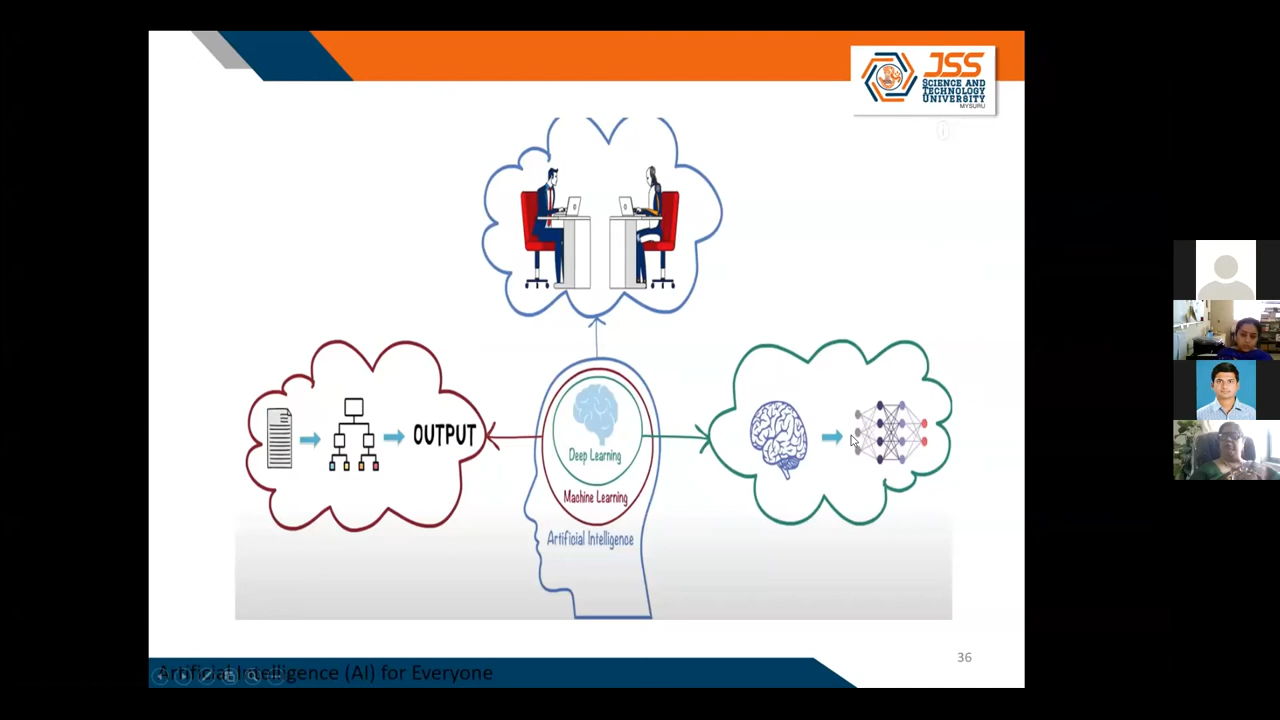 JSS
SCIENCE AND
TECHNOLOGY
UNIVERSITY
MYSURU
OUTPUT
Deep Learning
Machine Learning
Artificial Intelligence
36
Artificial Intelligence (AI) for Everyone